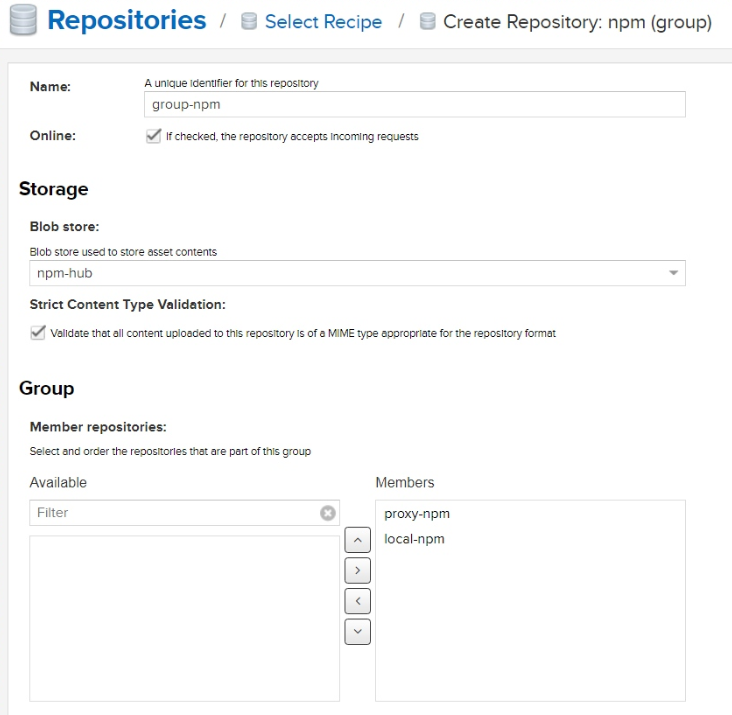 Repositories / Select Recipe / Create Repository: npm (group)
Name:
A unique identifier for this repository
group-npm
Online:
If checked, the repository accepts incoming requests
Storage
Blob store:
Blob store used to store asset contents
npm-hub
Strict Content Type Validation:
Validate that all content uploaded to this repository is of a MIME type appropriate for the repository format
Group
Member repositories:
Select and order the repositories that are part of this group
Available
Filter
Members
proxy-npm
local-npm